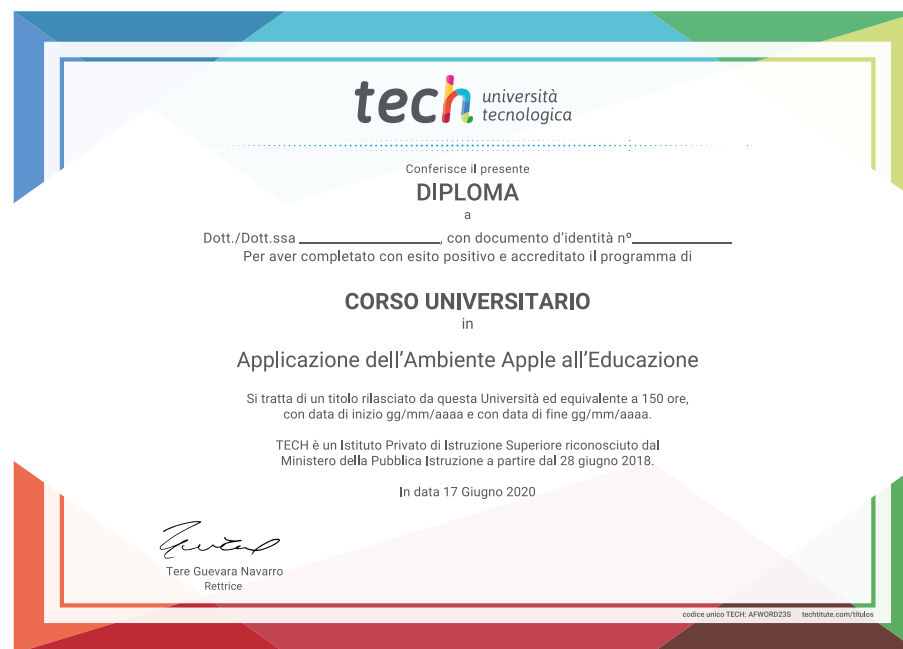 tech università
tecnologica
Conferisce il presente
DIPLOMA
a
Dott./Dott.ssa ____________________, con documento d'identità nº______________
Per aver completato con esito positivo e accreditato il programma di
CORSO UNIVERSITARIO
in
Applicazione dell'Ambiente Apple all'Educazione
Si tratta di un titolo rilasciato da questa Università ed equivalente a 150 ore,
con data di inizio gg/mm/aaaa e con data di fine gg/mm/aaaa.
TECH è un Istituto Privato di Istruzione Superiore riconosciuto dal
Ministero della Pubblica Istruzione a partire dal 28 giugno 2018.
In data 17 Giugno 2020
Tere Guevara Navarro
Rettrice
codice unico TECH: AFWORD23S techtitute.com/titulos